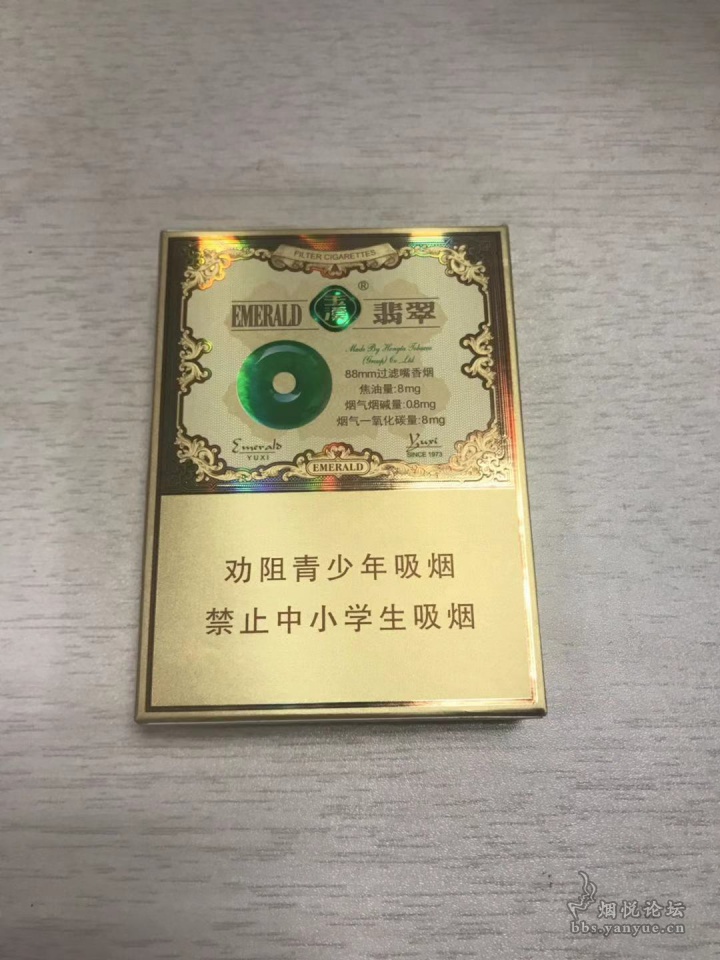 FILTER CIGARETTES
EMERALD 玉溪 ® 翡翠
Made By Hongta Tobacco
(Group) Co., Ltd
88mm过滤嘴香烟
焦油量:8mg
烟气烟碱量:0.8mg
烟气一氧化碳量:8mg
Emerald
YUXI
Yuxi
SINCE 1973
EMERALD
劝阻青少年吸烟
禁止中小学生吸烟
烟悦论坛
bbs.yanyue.cn